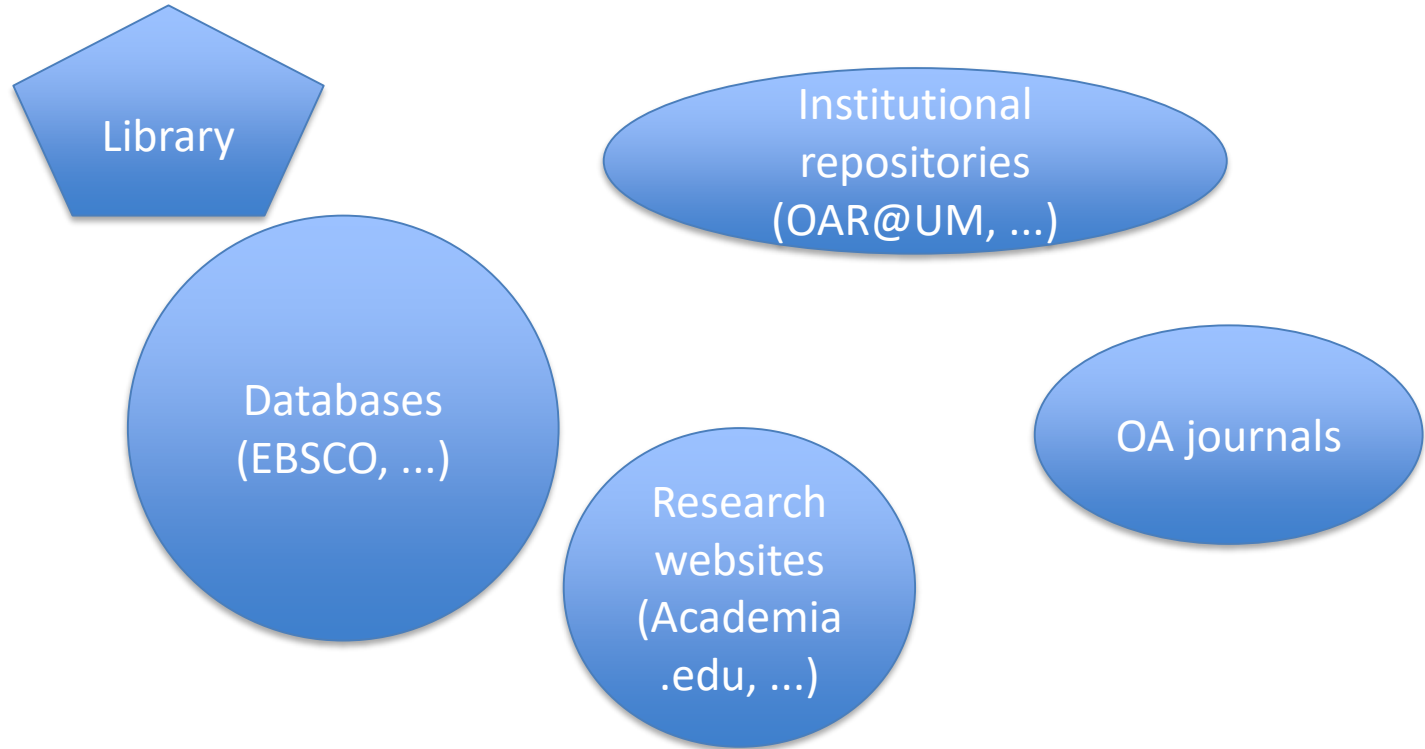 Library
Institutional
repositories
(OAR@UM, ...)
Databases
(EBSCO, ...)
OA journals
Research
websites
(Academia
.edu, ...)